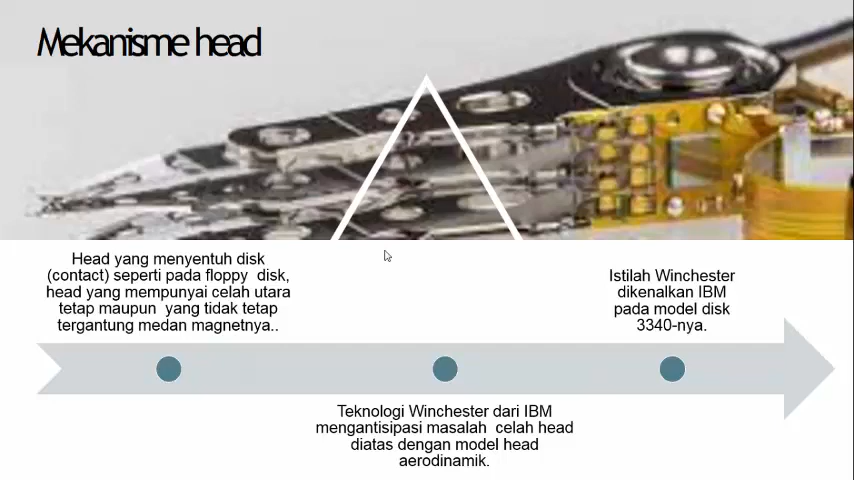 Mekanisme head
Head yang menyentuh disk
(contact) seperti pada floppy disk,
head yang mempunyai celah utara
tetap maupun yang tidak tetap
tergantung medan magnetnya..
Teknologi Winchester dari IBM
mengantisipasi masalah celah head
diatas dengan model head
aerodinamik.
Istilah Winchester
dikenalkan IBM
pada model disk
3340-nya.